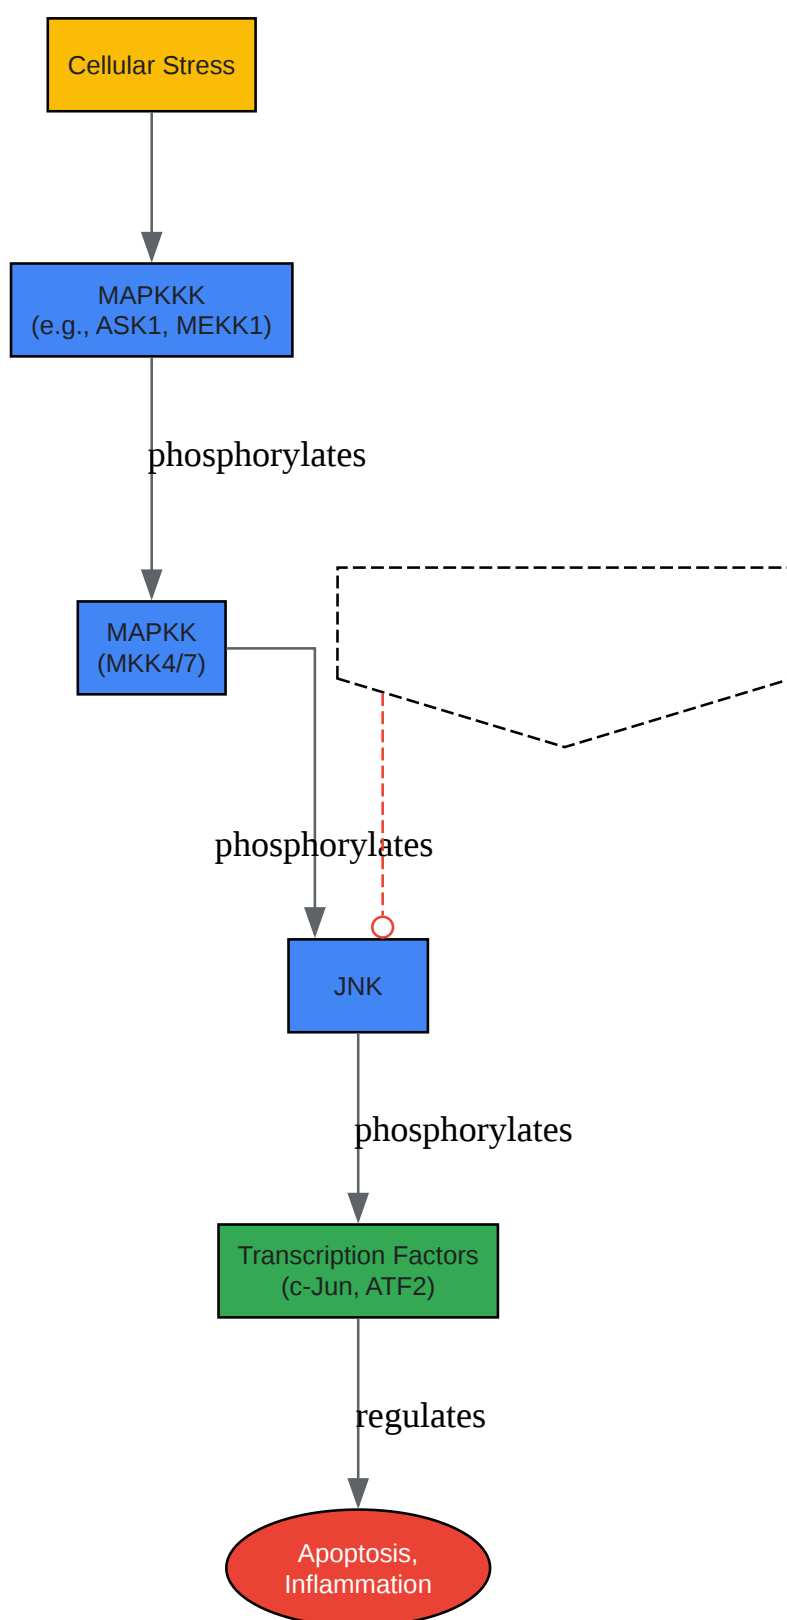 Cellular Stress
MAPKKK
(e.g., ASK1, MEKK1)
phosphorylates
MAPKK
(MKK4/7)
phosphorylates
JNK
phosphorylates
Transcription Factors
(c-Jun, ATF2)
regulates
Apoptosis,
Inflammation